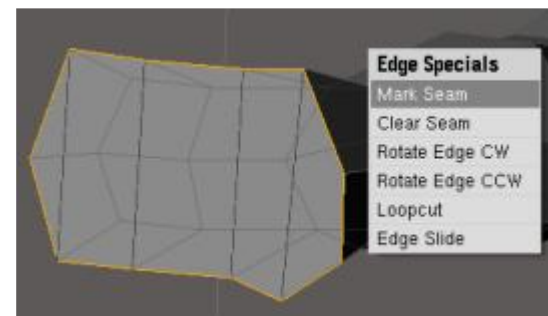 Edge Specials
Mark Seam
Clear Seam
Rotate Edge CW
Rotate Edge CCW
Loopcut
Edge Slide